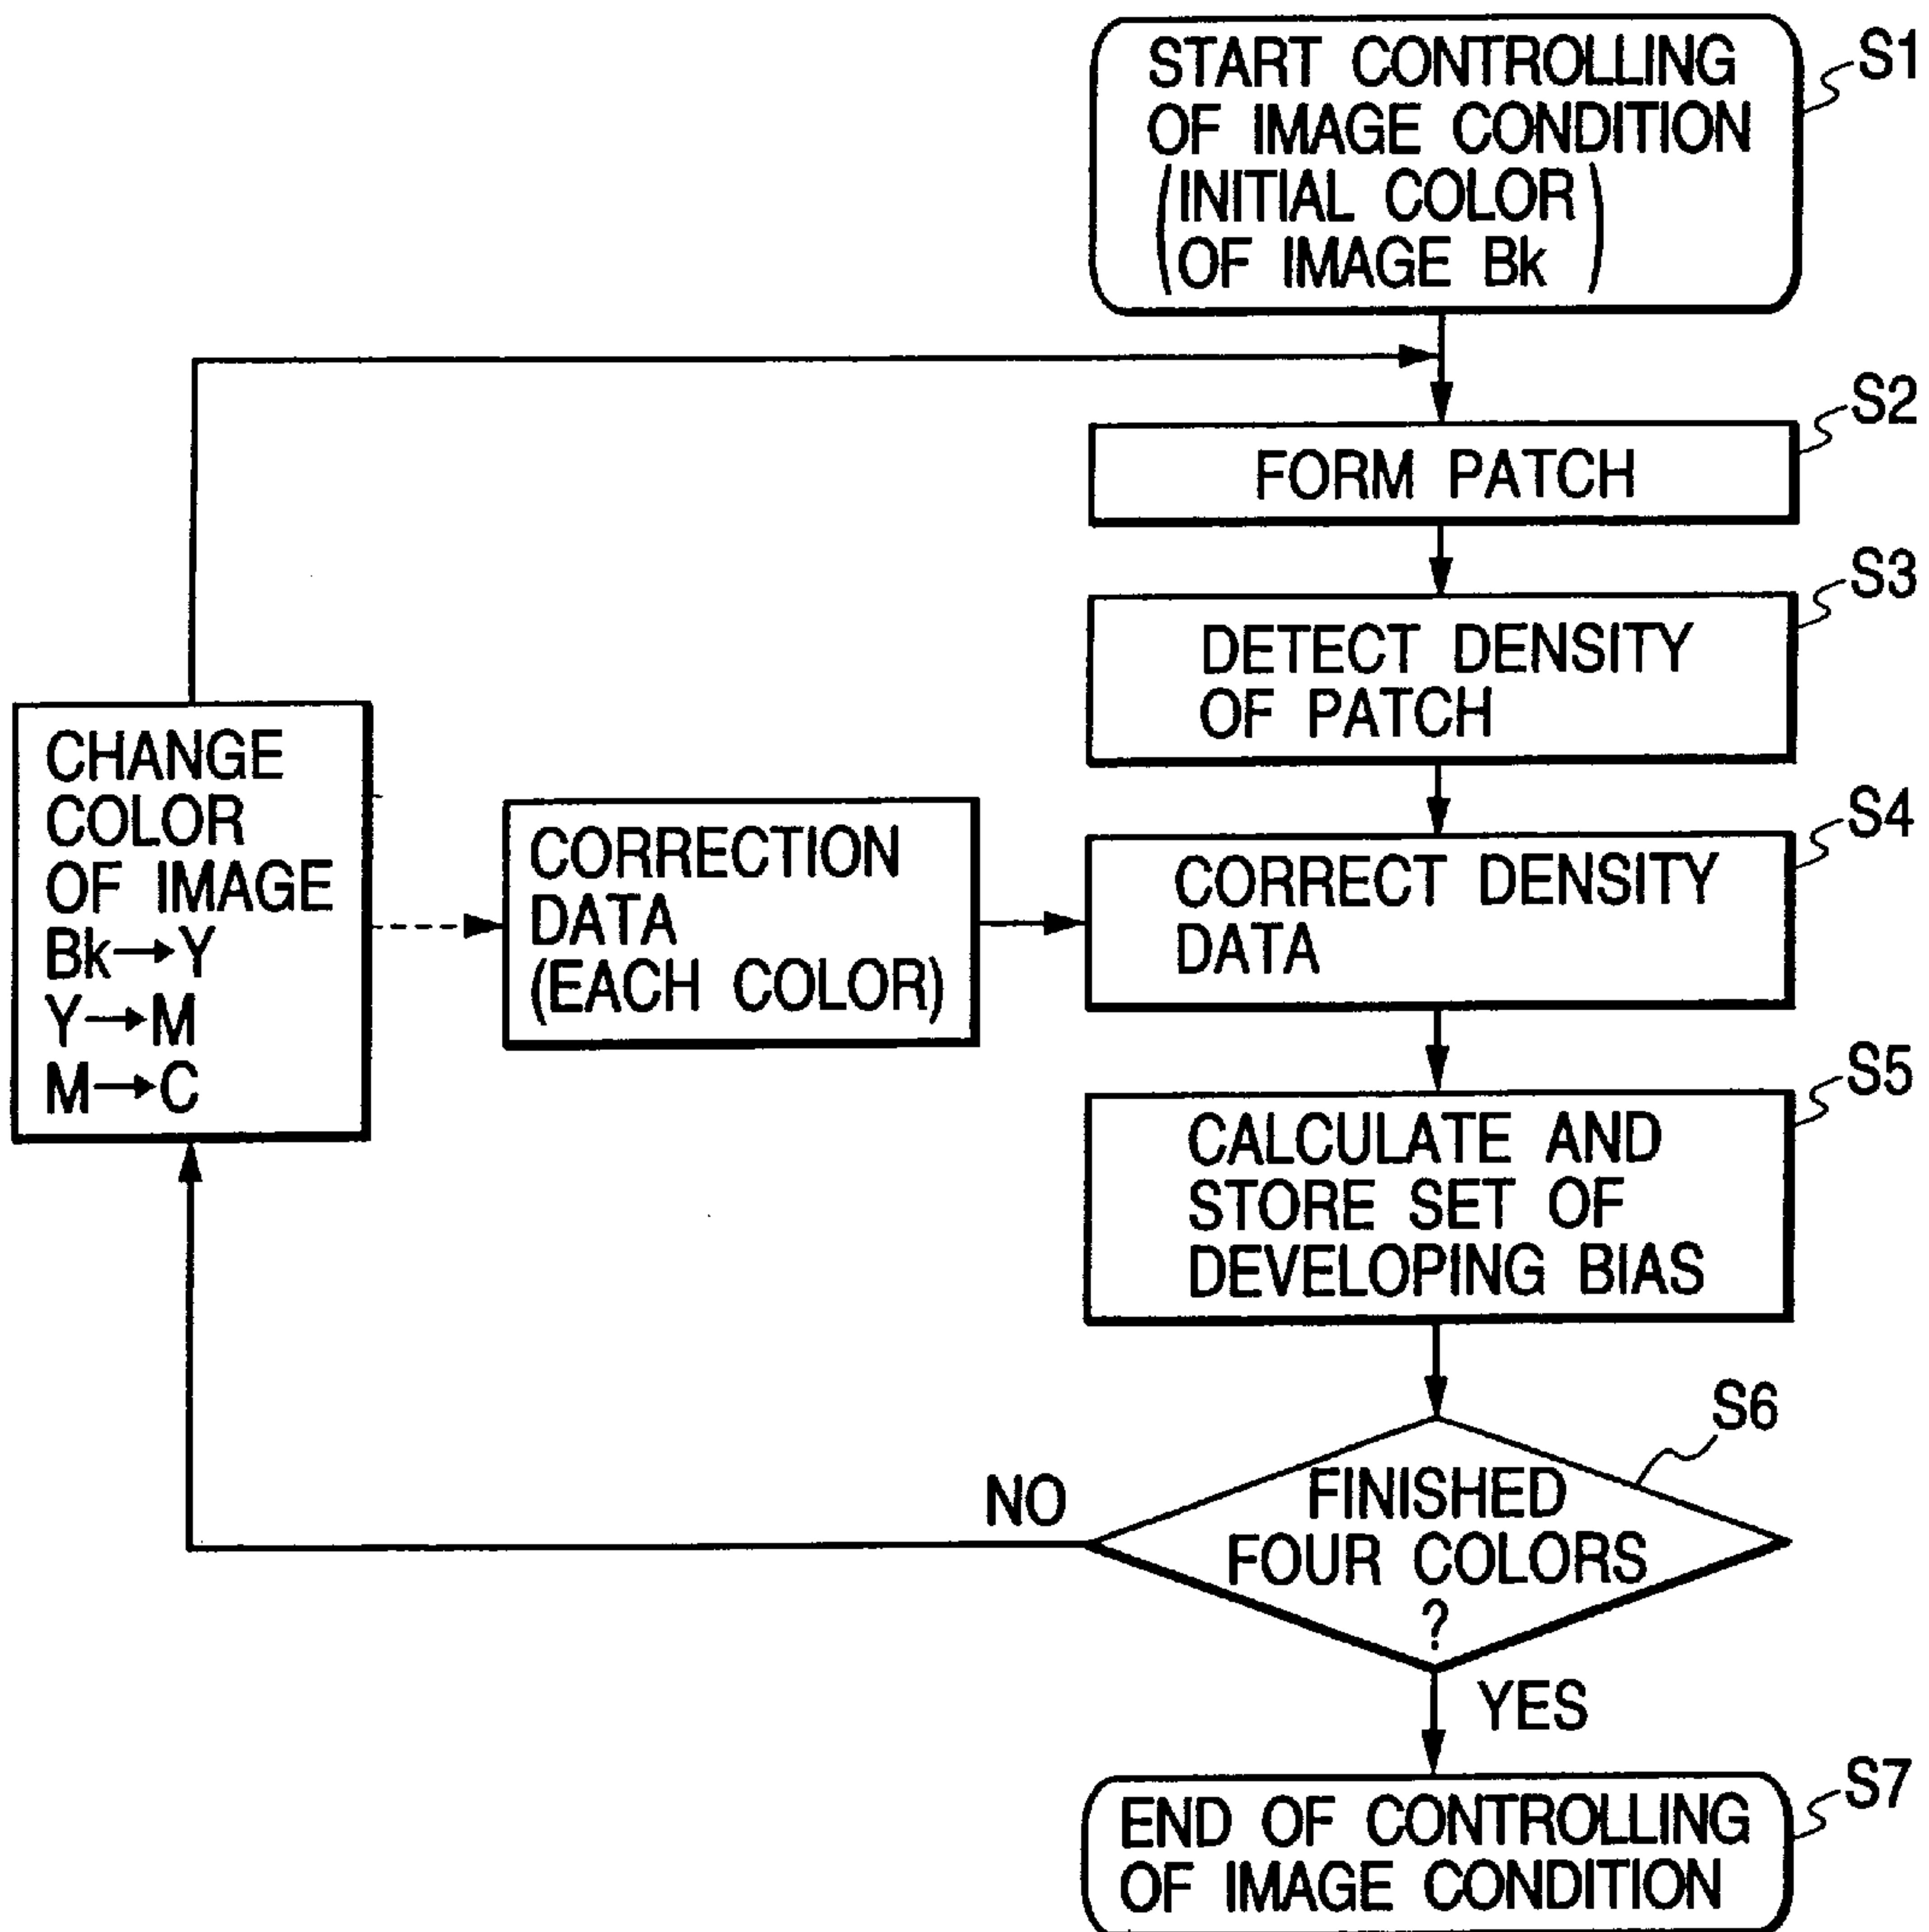 START CONTROLLING
OF IMAGE CONDITION
(INITIAL COLOR
OF IMAGE Bk)
S1
S2
FORM PATCH
S3
DETECT DENSITY
OF PATCH
S4
CORRECT DENSITY
DATA
CHANGE
COLOR
OF IMAGE
Bk→Y
Y→M
M→C
CORRECTION
DATA
(EACH COLOR)
S5
CALCULATE AND
STORE SET OF
DEVELOPING BIAS
S6
FINISHED
FOUR COLORS
?
NO
YES
S7
END OF CONTROLLING
OF IMAGE CONDITION